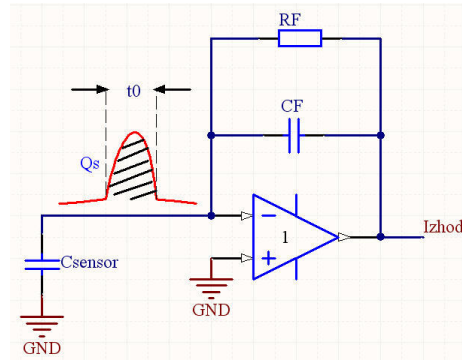 RF
t0
CF
Qs
1
Izhod
Csensor
GND
GND